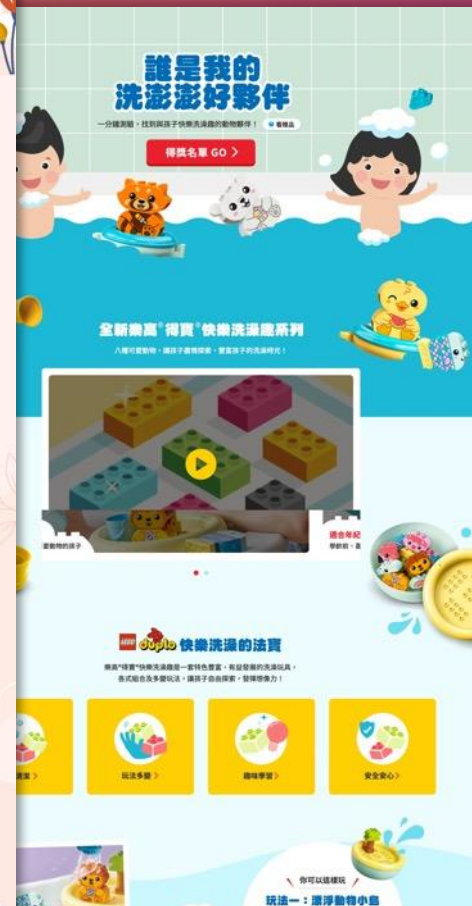 誰是我的
洗澎澎好夥伴
一分鐘測驗，找到與孩子快樂洗澡趣的動物夥伴！
看獎品
得獎名單 GO >
全新樂高®得寶®快樂洗澡趣系列
八種可愛動物，讓孩子盡情探索，豐富孩子的洗澡時光！
愛動物的孩子
適合年紀
學齡前、
LEGO duplo 快樂洗澡的法寶
樂高®得寶®快樂洗澡趣是一套特色豐富，有益發展的洗澡玩具，
各式組合及多變玩法，讓孩子自由探索，發揮想像力！
潔 >
玩法多變 >
趣味學習 >
安全安心 >
你可以這樣玩
玩法一：漂浮動物小島